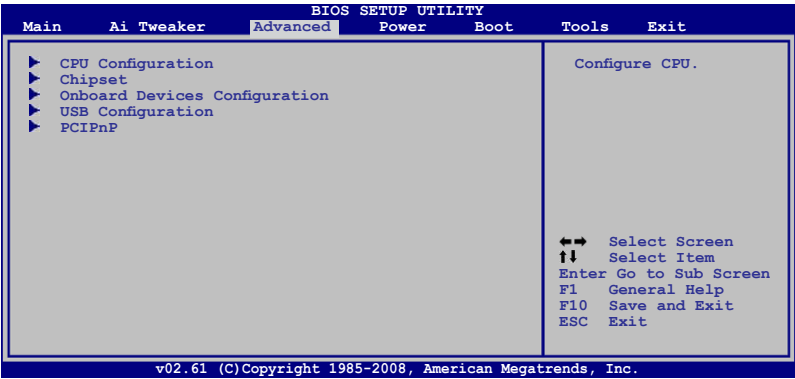 BIOS SETUP UTILITY
Main Ai Tweaker Advanced Power Boot Tools Exit
CPU Configuration
Chipset
Onboard Devices Configuration
USB Configuration
PCIPnP
Configure CPU.
←→ Select Screen
↑↓ Select Item
Enter Go to Sub Screen
F1 General Help
F10 Save and Exit
ESC Exit
v02.61 (C)Copyright 1985-2008, American Megatrends, Inc.